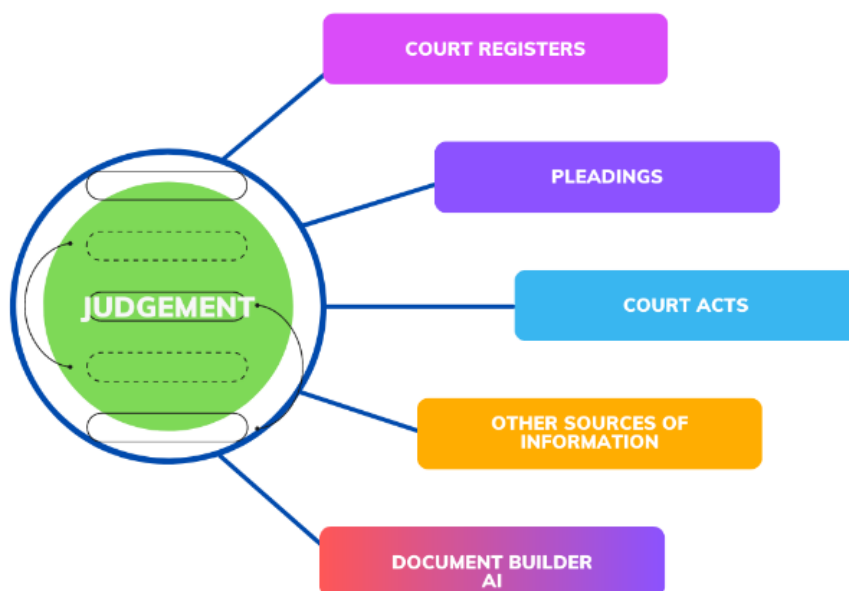 COURT REGISTERS
PLEADINGS
JUDGEMENT
COURT ACTS
OTHER SOURCES OF
INFORMATION
DOCUMENT BUILDER
AI